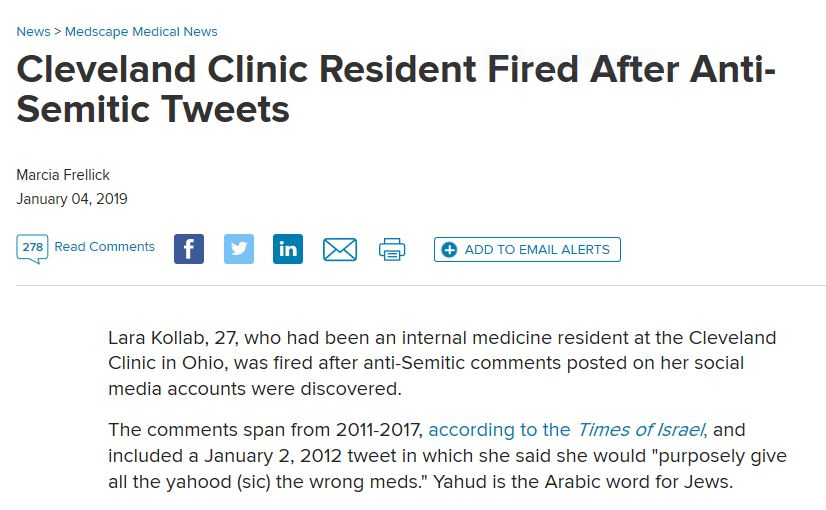 News > Medscape Medical News
Cleveland Clinic Resident Fired After Anti-
Semitic Tweets
Marcia Frellick
January 04, 2019
278 Read Comments f in ADD TO EMAIL ALERTS
Lara Kollab, 27, who had been an internal medicine resident at the Cleveland
Clinic in Ohio, was fired after anti-Semitic comments posted on her social
media accounts were discovered.
The comments span from 2011-2017, according to the Times of Israel, and
included a January 2, 2012 tweet in which she said she would "purposely give
all the yahood (sic) the wrong meds." Yahud is the Arabic word for Jews.